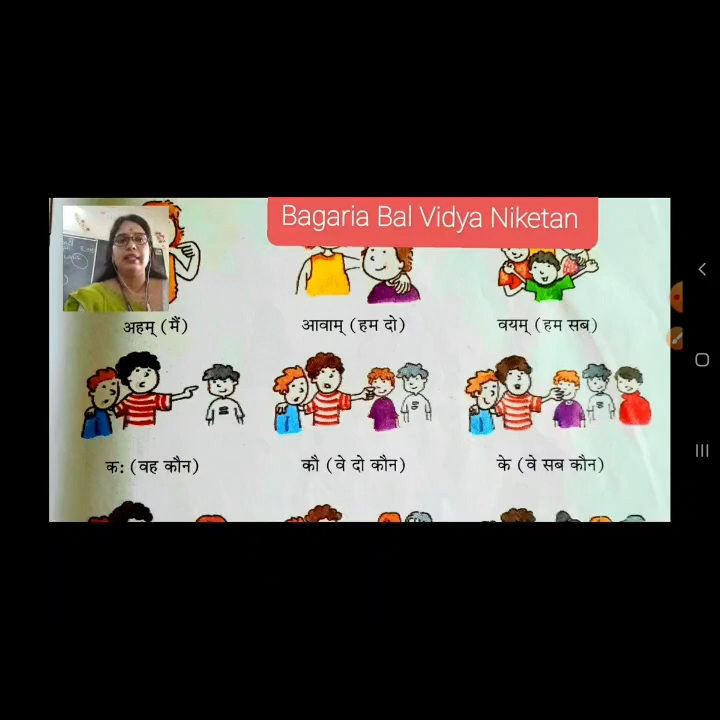 Bagaria Bal Vidya Niketan
अहम् (मैं) आवाम् (हम दो) वयम् (हम सब)
क: (वह कौन) कौ (वे दो कौन) के (वे सब कौन)